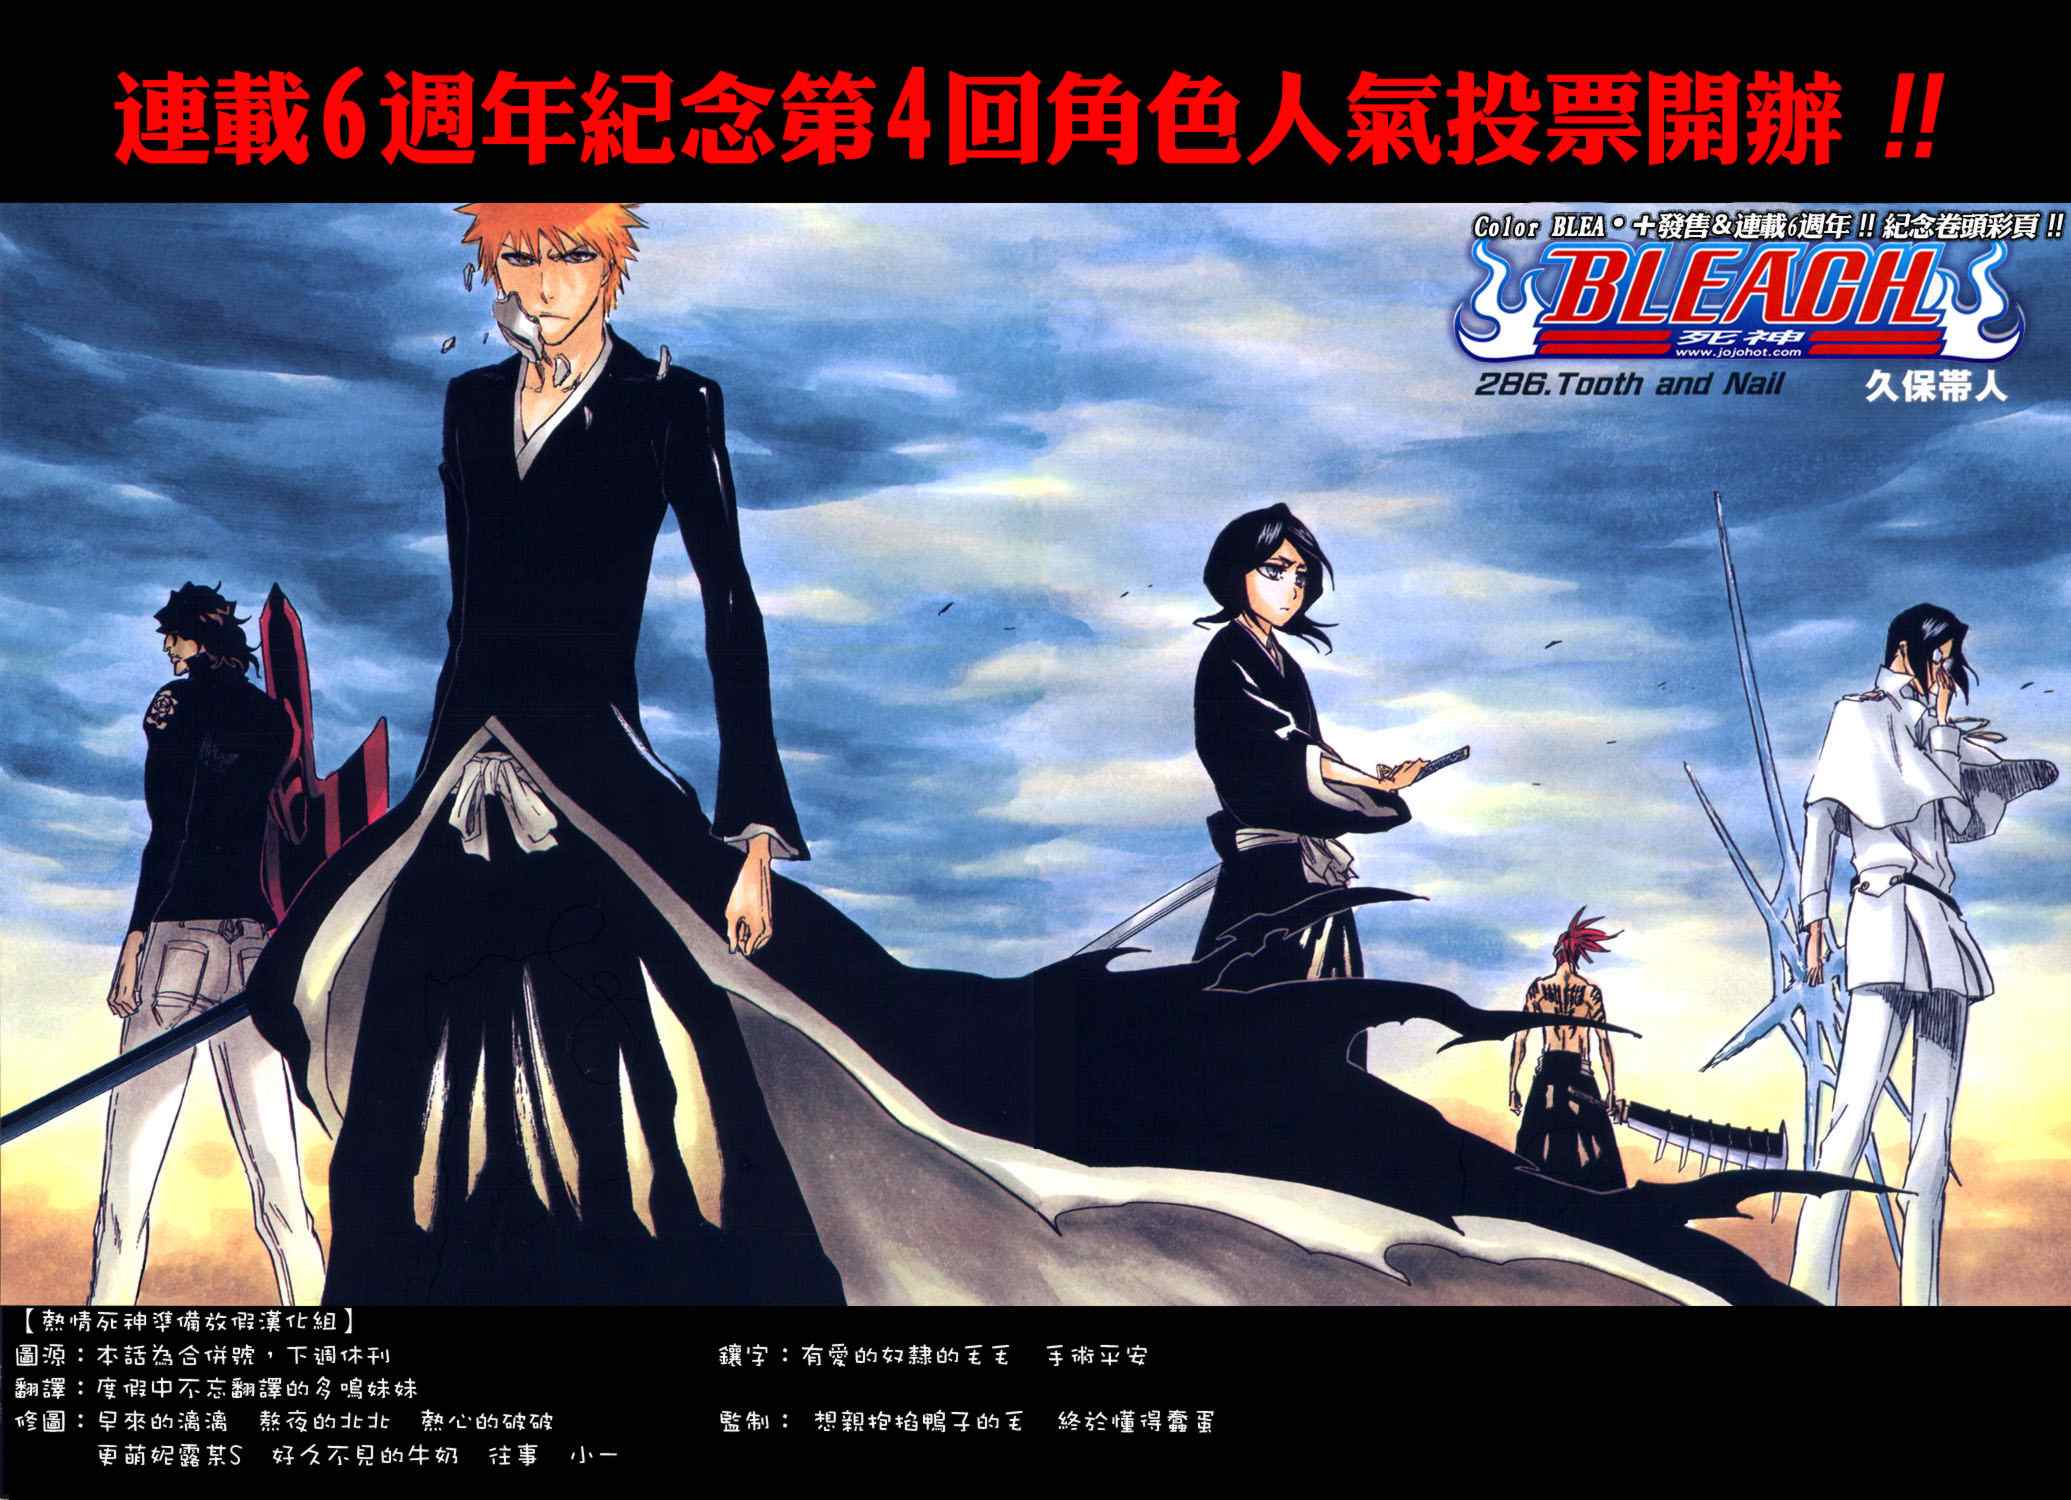 連載6週年紀念第4回角色人氣投票開辦!!
Color BLEA・+發售&連載6週年!!紀念卷頭彩頁!!
BLEACH
死神
www.jojohot.com
286.Tooth and Nail 久保帯人
【熱情死神準備放假漢化組】
圖源：本話為合併號，下週休刊
鑲字：有愛的奴隸的毛毛 手術平安
翻譯：度假中不忘翻譯的多鳴妹妹
修圖：早來的漓漓 熬夜的北北 熱心的破破
監制： 想親抱掐鴨子的毛 終於懂得蠢蛋
更萌妮露某S 好久不見的牛奶 往事 小一